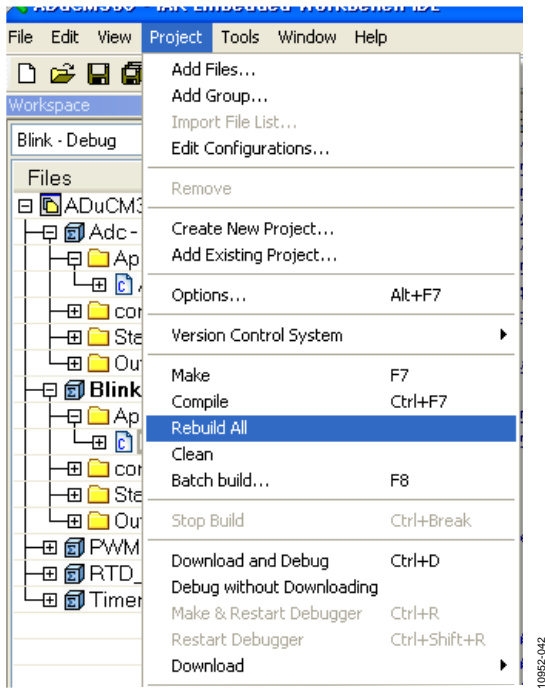 ADuCM360 - IAR Embedded Workbench IDE
File Edit View Project Tools Window Help
Workspace
Blink - Debug
Files
ADuCM3
Adc -
Ap
cor
Sta
Ou
Blink
Ap
cor
Sta
Ou
PWM
RTD_
Timer
Add Files...
Add Group...
Import File List...
Edit Configurations...
Remove
Create New Project...
Add Existing Project...
Options... Alt+F7
Version Control System
Make F7
Compile Ctrl+F7
Rebuild All
Clean
Batch build... F8
Stop Build Ctrl+Break
Download and Debug Ctrl+D
Debug without Downloading
Make & Restart Debugger Ctrl+R
Restart Debugger Ctrl+Shift+R
Download
10952-042